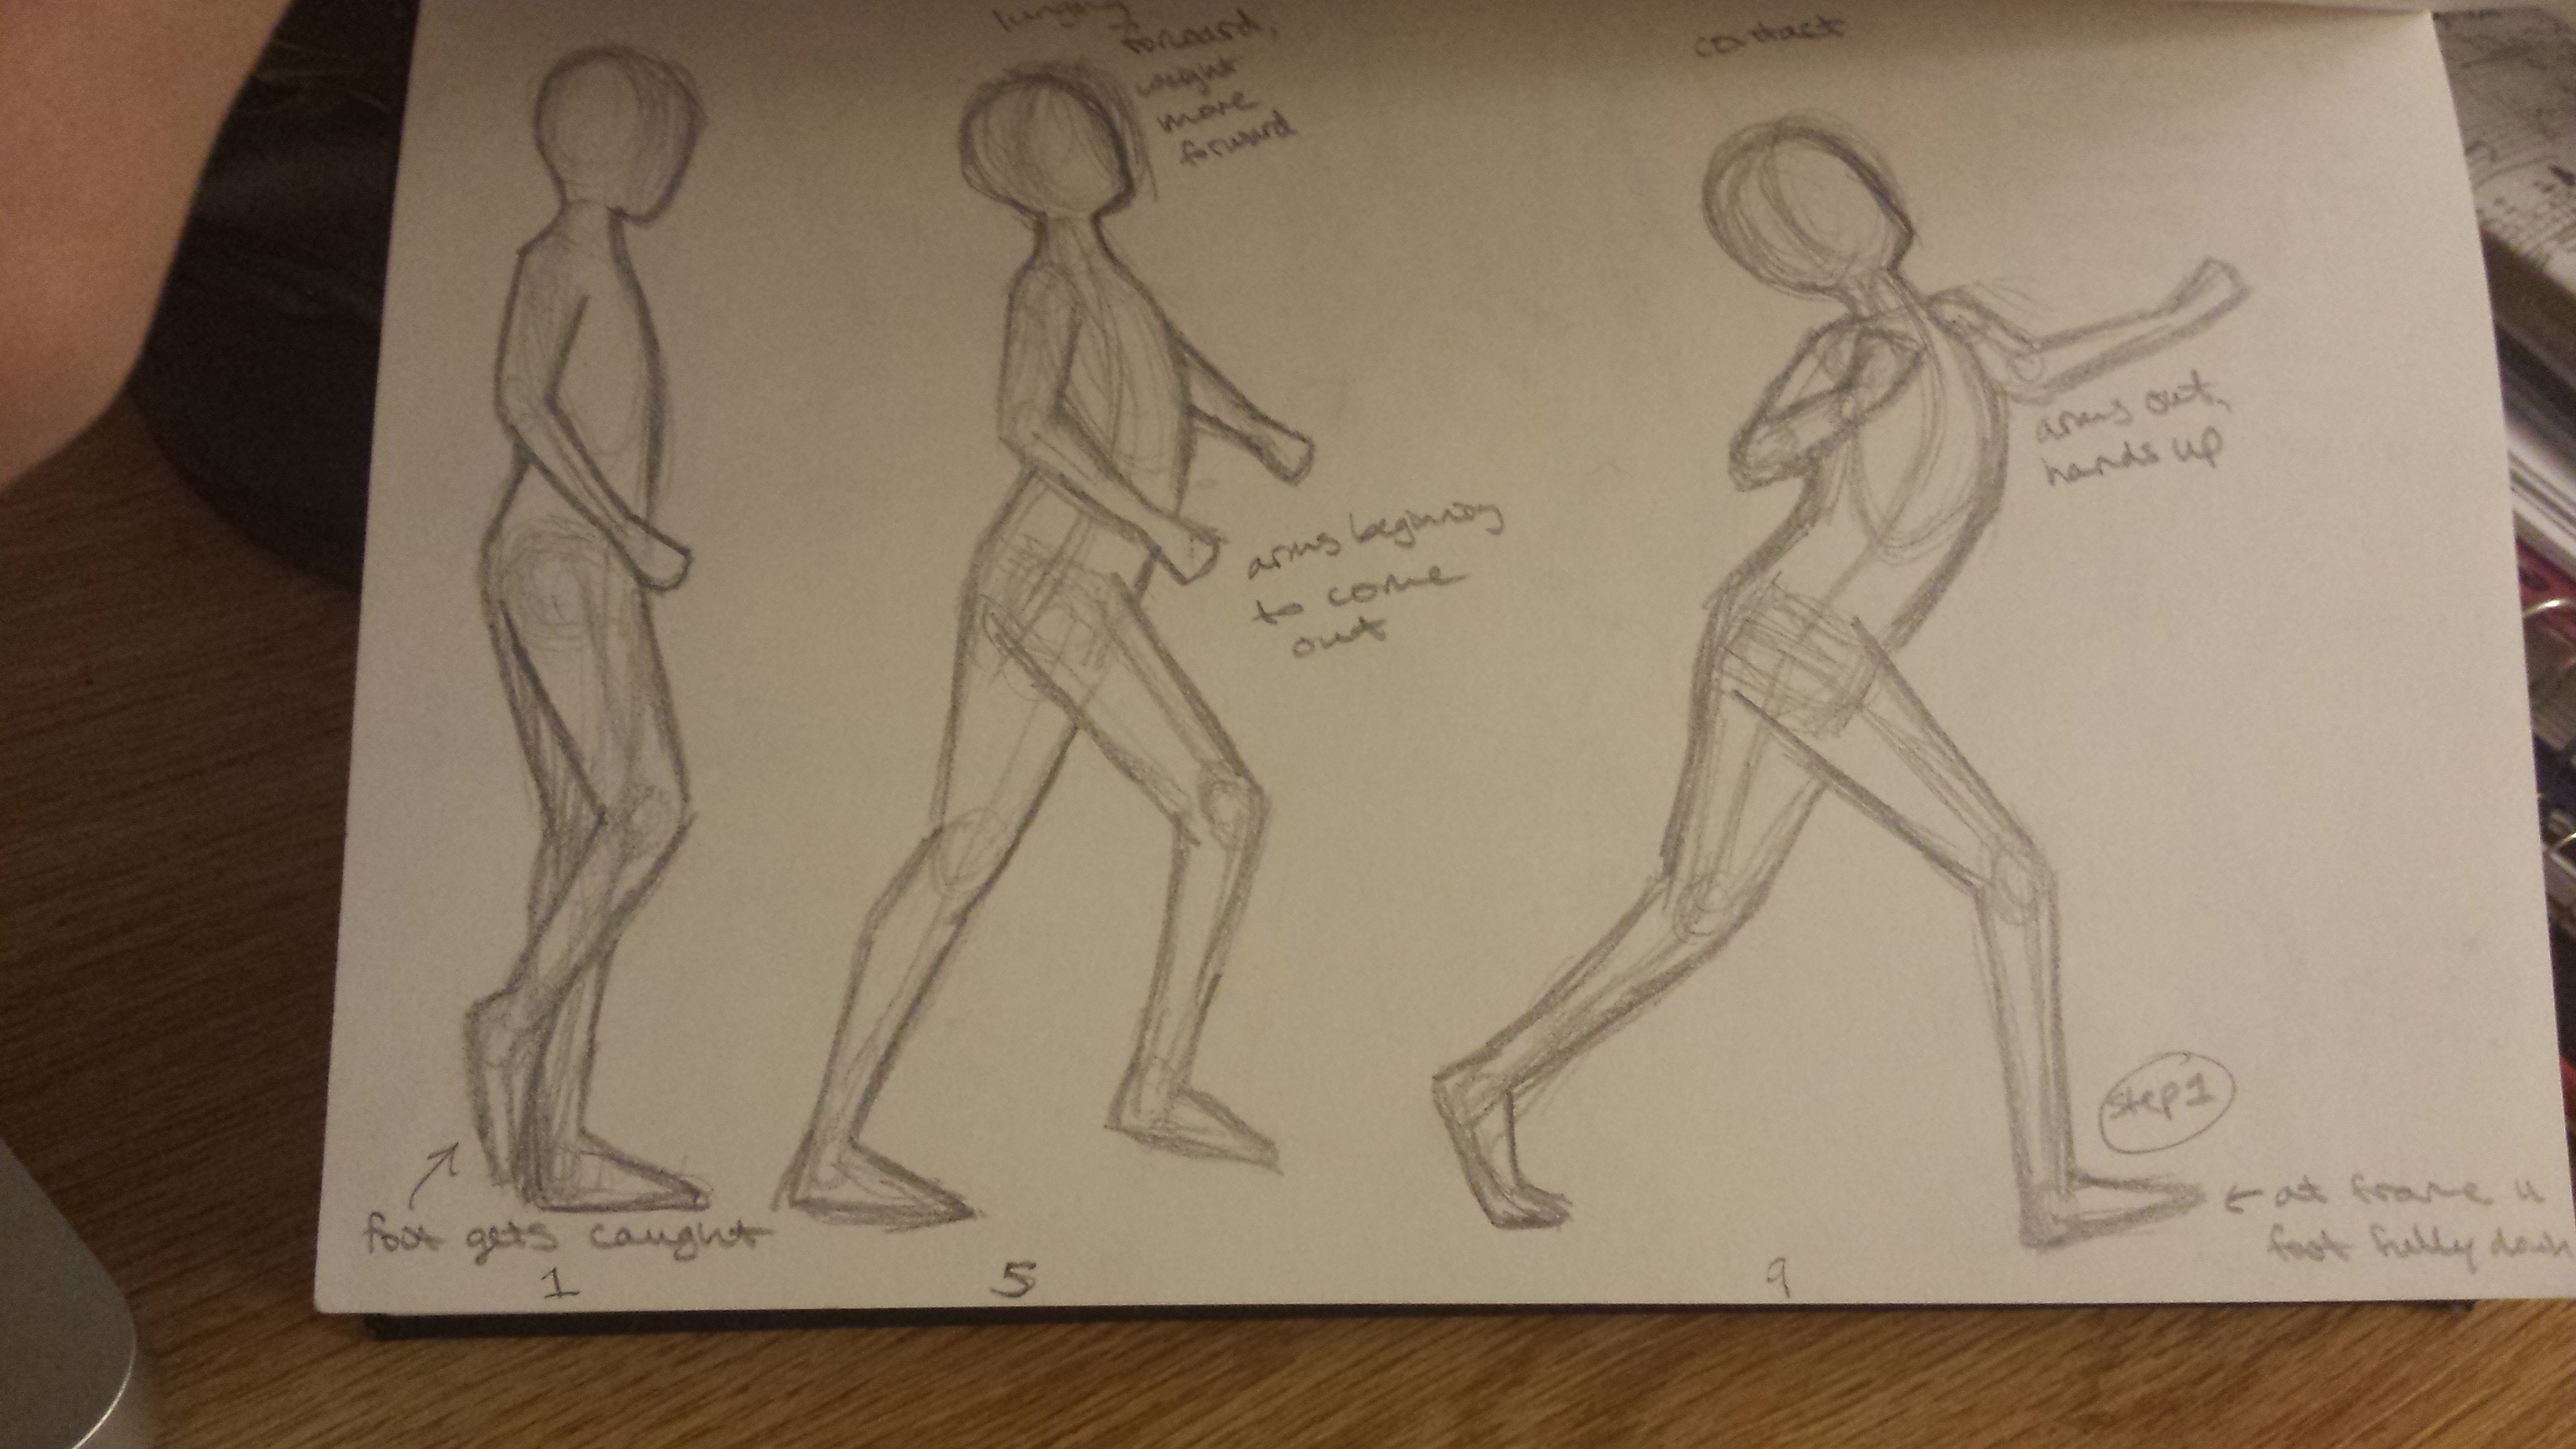 lunging
forward,
weight
more
forward
contact
arms out,
hands up
arms beginning
to come
out
step 1
← at frame 11
foot fully down
foot gets caught
1
5
9